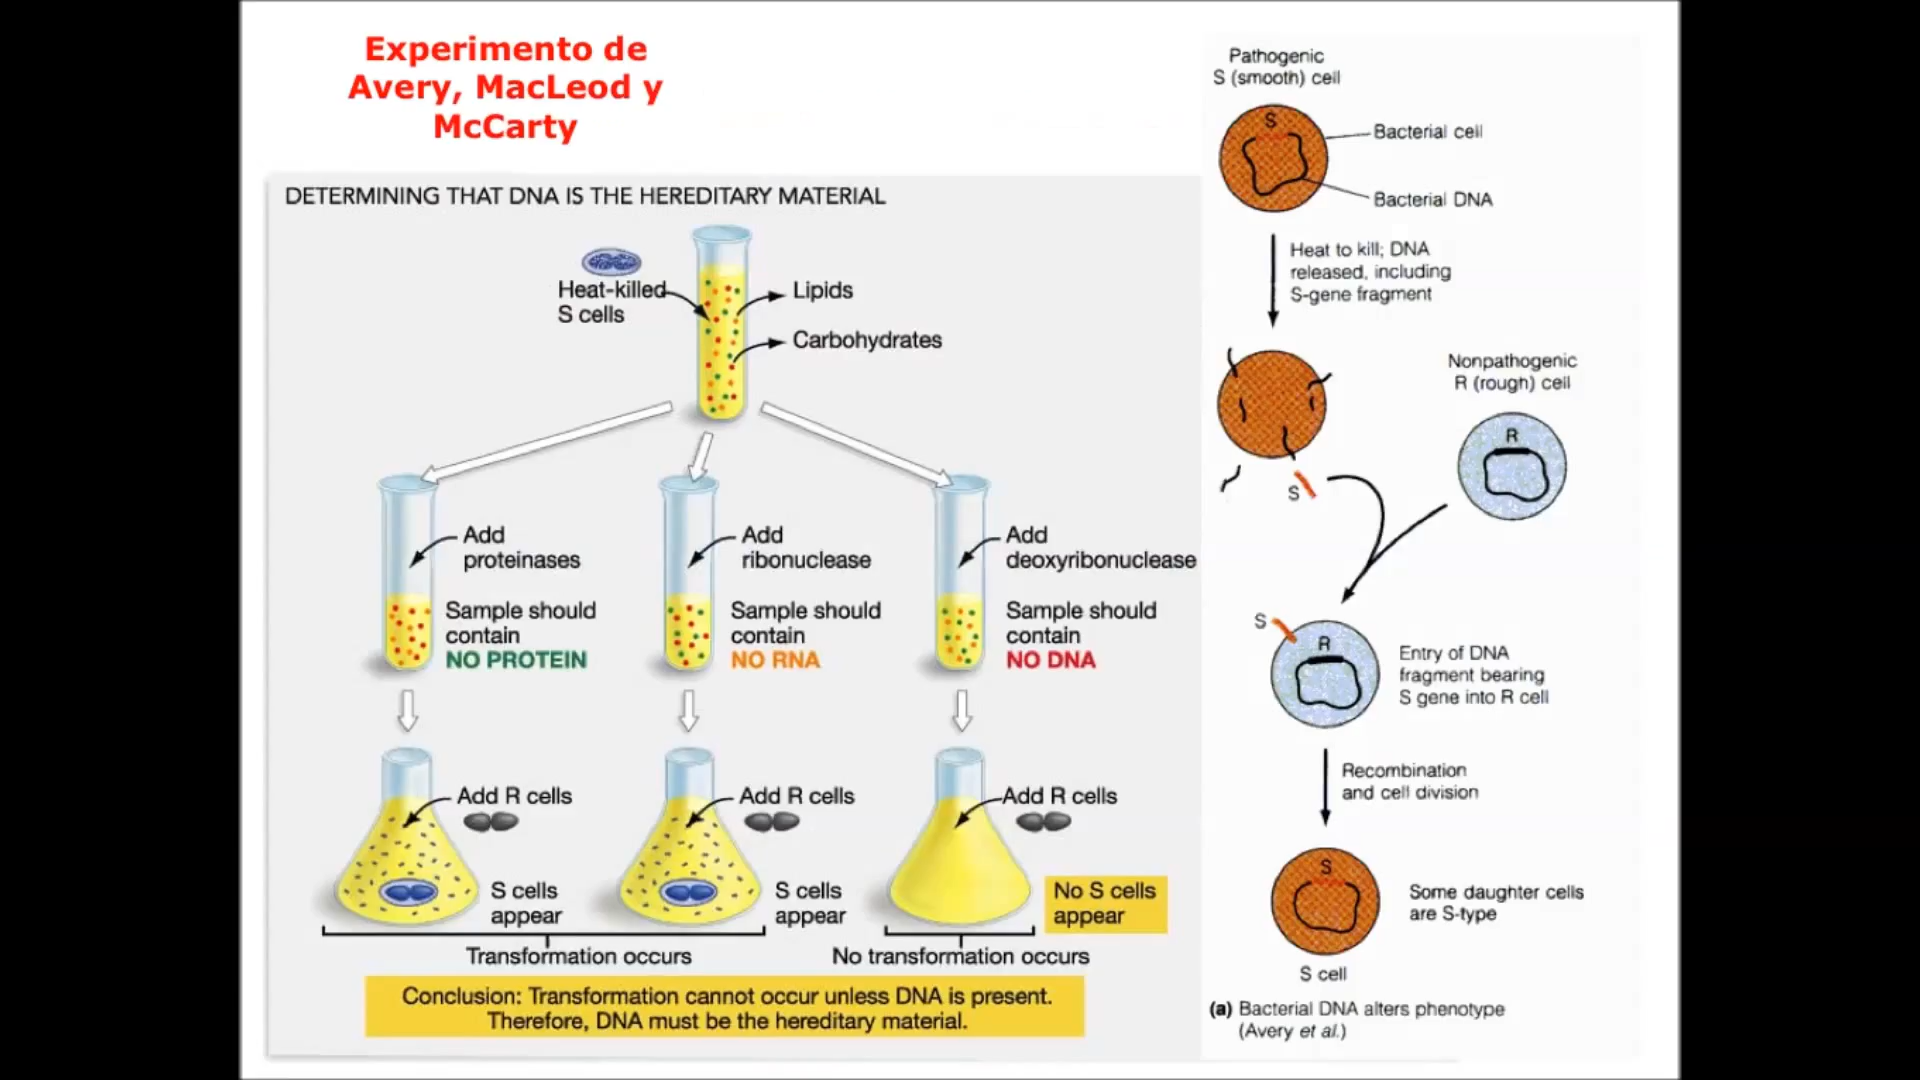 Experimento de
Avery, MacLeod y
McCarty
DETERMINING THAT DNA IS THE HEREDITARY MATERIAL
Heat-killed
S cells
Lipids
Carbohydrates
Add
proteinases
Sample should
contain
NO PROTEIN
Add
ribonuclease
Sample should
contain
NO RNA
Add
deoxyribonuclease
Sample should
contain
NO DNA
Add R cells
S cells
appear
Add R cells
S cells
appear
Add R cells
No S cells
appear
Transformation occurs
No transformation occurs
Conclusion: Transformation cannot occur unless DNA is present.
Therefore, DNA must be the hereditary material.
Pathogenic
S (smooth) cell
S
Bacterial cell
Bacterial DNA
Heat to kill; DNA
released, including
S-gene fragment
Nonpathogenic
R (rough) cell
R
S
S
R
Entry of DNA
fragment bearing
S gene into R cell
Recombination
and cell division
S
Some daughter cells
are S-type
S cell
(a) Bacterial DNA alters phenotype
(Avery et al.)